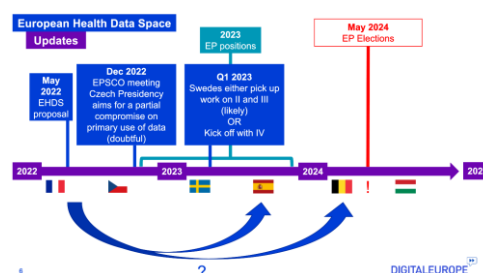 European Health Data Space
Updates
May
2022
EHDS
proposal
Dec 2022
EPSCO meeting
Czech Presidency
aims for a partial
compromise on
primary use of data
(doubtful)
2023
EP positions
Q1 2023
Swedes either pick up
work on II and III
(likely)
OR
Kick off with IV
May 2024
EP Elections
2022
2023
2024
!
?
DIGITALEUROPE